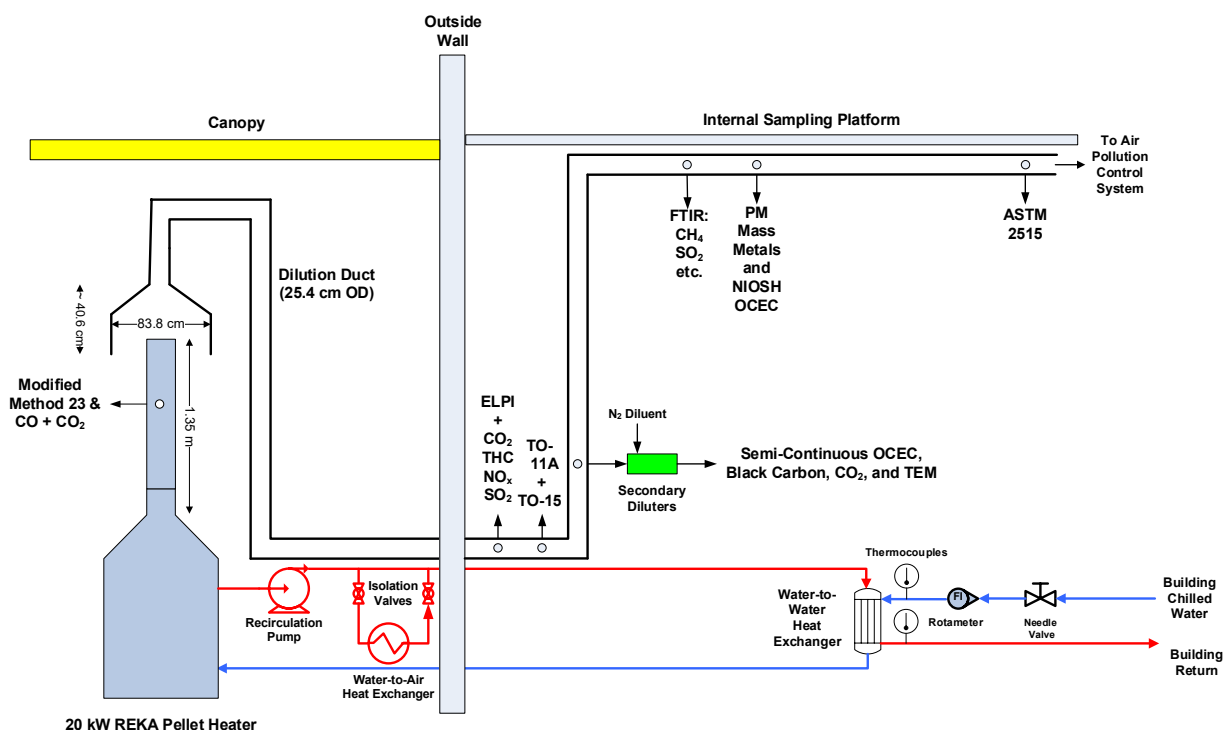 Outside
Wall
Canopy
Internal Sampling Platform
To Air
Pollution
Control
System
FTIR:
CH₄
SO₂
etc.
PM
Mass
Metals
and
NIOSH
OCEC
ASTM
2515
Dilution Duct
(25.4 cm OD)
~ 40.6 cm
83.8 cm
Modified
Method 23 &
CO + CO₂
1.35 m
ELPI
+
CO₂
THC
NOₓ
SO₂
TO-
11A
+
TO-15
N₂ Diluent
Secondary
Diluters
Semi-Continuous OCEC,
Black Carbon, CO₂, and TEM
Recirculation
Pump
Isolation
Valves
Water-to-Air
Heat Exchanger
Water-to-
Water
Heat
Exchanger
Thermocouples
FI
Rotameter
Needle
Valve
Building
Chilled
Water
Building
Return
20 kW REKA Pellet Heater